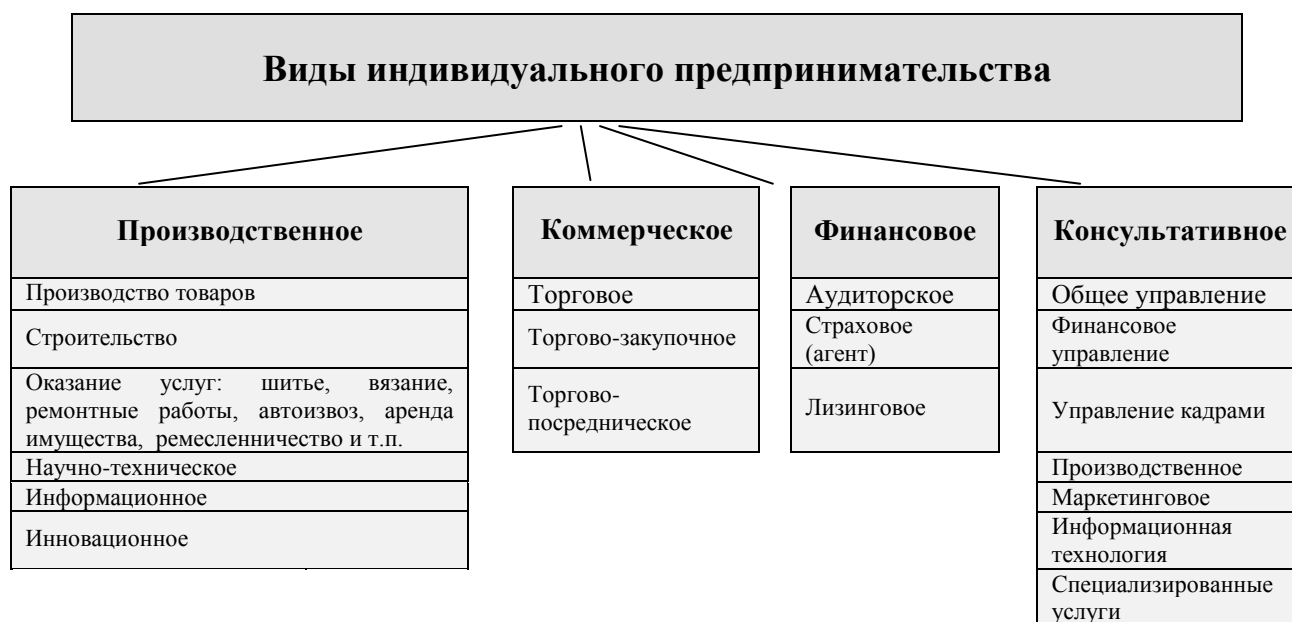 Виды индивидуального предпринимательства
Производственное
Производство товаров
Строительство
Оказание услуг: шитье, вязание,
ремонтные работы, автоизвоз, аренда
имущества, ремесленничество и т.п.
Научно-техническое
Информационное
Инновационное
Коммерческое
Торговое
Торгово-закупочное
Торгово-
посредническое
Финансовое
Аудиторское
Страховое
(агент)
Лизинговое
Консультативное
Общее управление
Финансовое
управление
Управление кадрами
Производственное
Маркетинговое
Информационная
технология
Специализированные
услуги